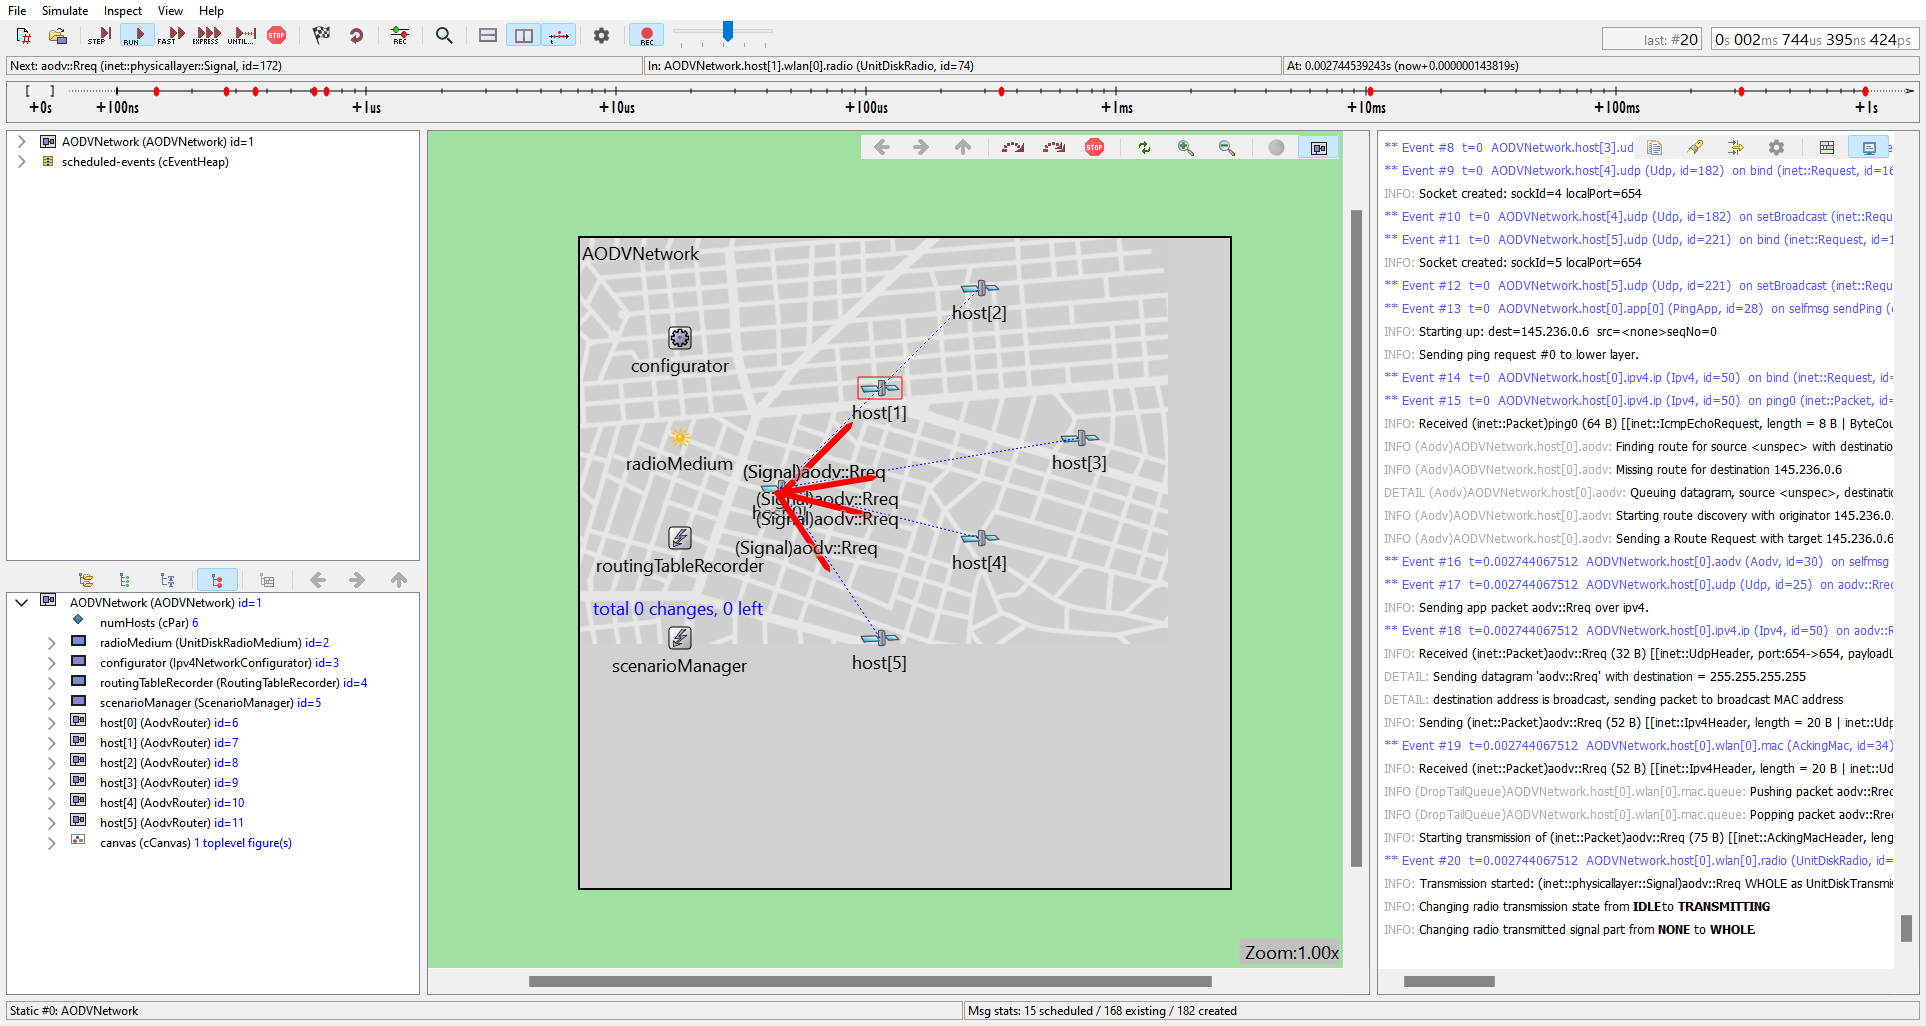 File Simulate Inspect View Help
STEP RUN FAST EXPRESS UNTIL... STOP REC REC
last: #20
0s 002ms 744us 395ns 424ps
Next: aodv::Rreq (inet::physicallayer::Signal, id=172)
In: AODVNetwork.host[1].wlan[0].radio (UnitDiskRadio, id=74)
At: 0.002744539243s (now+0.000000143819s)
+0s +100ns +1us +10us +100us +1ms +10ms +100ms +1s
AODVNetwork (AODVNetwork) id=1
scheduled-events (cEventHeap)
AODVNetwork (AODVNetwork) id=1
numHosts (cPar) 6
radioMedium (UnitDiskRadioMedium) id=2
configurator (Ipv4NetworkConfigurator) id=3
routingTableRecorder (RoutingTableRecorder) id=4
scenarioManager (ScenarioManager) id=5
host[0] (AodvRouter) id=6
host[1] (AodvRouter) id=7
host[2] (AodvRouter) id=8
host[3] (AodvRouter) id=9
host[4] (AodvRouter) id=10
host[5] (AodvRouter) id=11
canvas (cCanvas) 1 toplevel figure(s)
STOP
AODVNetwork
host[2]
configurator
host[1]
radioMedium
host[3]
(Signal)aodv::Rreq
(Signal)aodv::Rreq
(Signal)aodv::Rreq
(Signal)aodv::Rreq
host[4]
routingTableRecorder
total 0 changes, 0 left
host[5]
scenarioManager
Zoom:1.00x
** Event #8 t=0 AODVNetwork.host[3].ud
** Event #9 t=0 AODVNetwork.host[4].udp (Udp, id=182) on bind (inet::Request, id=16
INFO: Socket created: sockId=4 localPort=654
** Event #10 t=0 AODVNetwork.host[4].udp (Udp, id=182) on setBroadcast (inet::Requ
** Event #11 t=0 AODVNetwork.host[5].udp (Udp, id=221) on bind (inet::Request, id=1
INFO: Socket created: sockId=5 localPort=654
** Event #12 t=0 AODVNetwork.host[5].udp (Udp, id=221) on setBroadcast (inet::Requ
** Event #13 t=0 AODVNetwork.host[0].app[0] (PingApp, id=28) on selfmsg sendPing (
INFO: Starting up: dest=145.236.0.6 src=<none>seqNo=0
INFO: Sending ping request #0 to lower layer.
** Event #14 t=0 AODVNetwork.host[0].ipv4.ip (Ipv4, id=50) on bind (inet::Request, id=
** Event #15 t=0 AODVNetwork.host[0].ipv4.ip (Ipv4, id=50) on ping0 (inet::Packet, id=
INFO: Received (inet::Packet)ping0 (64 B) [[inet::IcmpEchoRequest, length = 8 B | ByteCou
INFO (Aodv)AODVNetwork.host[0].aodv: Finding route for source <unspec> with destinatio
INFO (Aodv)AODVNetwork.host[0].aodv: Missing route for destination 145.236.0.6
DETAIL (Aodv)AODVNetwork.host[0].aodv: Queuing datagram, source <unspec>, destinatio
INFO (Aodv)AODVNetwork.host[0].aodv: Starting route discovery with originator 145.236.0.
INFO (Aodv)AODVNetwork.host[0].aodv: Sending a Route Request with target 145.236.0.6
** Event #16 t=0.002744067512 AODVNetwork.host[0].aodv (Aodv, id=30) on selfmsg
** Event #17 t=0.002744067512 AODVNetwork.host[0].udp (Udp, id=25) on aodv::Rrec
INFO: Sending app packet aodv::Rreq over ipv4.
** Event #18 t=0.002744067512 AODVNetwork.host[0].ipv4.ip (Ipv4, id=50) on aodv::R
INFO: Received (inet::Packet)aodv::Rreq (32 B) [[inet::UdpHeader, port:654->654, payloadL
DETAIL: Sending datagram 'aodv::Rreq' with destination = 255.255.255.255
DETAIL: destination address is broadcast, sending packet to broadcast MAC address
INFO: Sending (inet::Packet)aodv::Rreq (52 B) [[inet::Ipv4Header, length = 20 B | inet::Udp
** Event #19 t=0.002744067512 AODVNetwork.host[0].wlan[0].mac (AckingMac, id=34)
INFO: Received (inet::Packet)aodv::Rreq (52 B) [[inet::Ipv4Header, length = 20 B | inet::Ud
INFO (DropTailQueue)AODVNetwork.host[0].wlan[0].mac.queue: Pushing packet aodv::Rrec
INFO (DropTailQueue)AODVNetwork.host[0].wlan[0].mac.queue: Popping packet aodv::Rre
INFO: Starting transmission of (inet::Packet)aodv::Rreq (75 B) [[inet::AckingMacHeader, leng
** Event #20 t=0.002744067512 AODVNetwork.host[0].wlan[0].radio (UnitDiskRadio, id=
INFO: Transmission started: (inet::physicallayer::Signal)aodv::Rreq WHOLE as UnitDiskTransmis
INFO: Changing radio transmission state from IDLEto TRANSMITTING
INFO: Changing radio transmitted signal part from NONE to WHOLE.
Static #0: AODVNetwork
Msg stats: 15 scheduled / 168 existing / 182 created